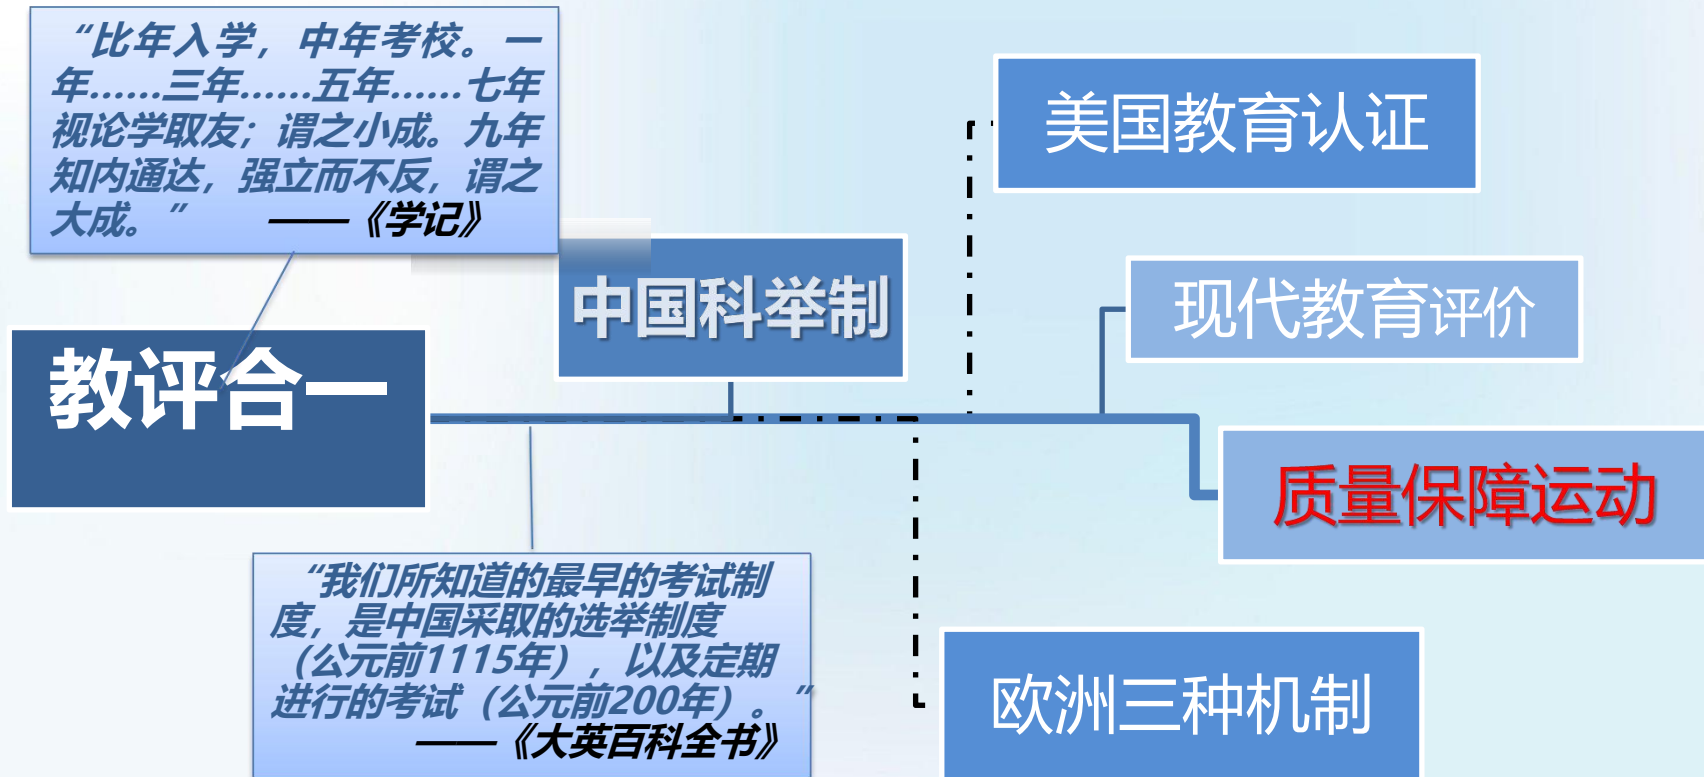 “比年入学，中年考校。一
年……三年……五年……七年
视论学取友；谓之小成。九年
知内通达，强立而不反，谓之
大成。” ——《学记》
美国教育认证
中国科举制
现代教育评价
教评合一
质量保障运动
“我们所知道的最早的考试制
度，是中国采取的选举制度
（公元前1115年），以及定期
进行的考试（公元前200年）。”
——《大英百科全书》
欧洲三种机制